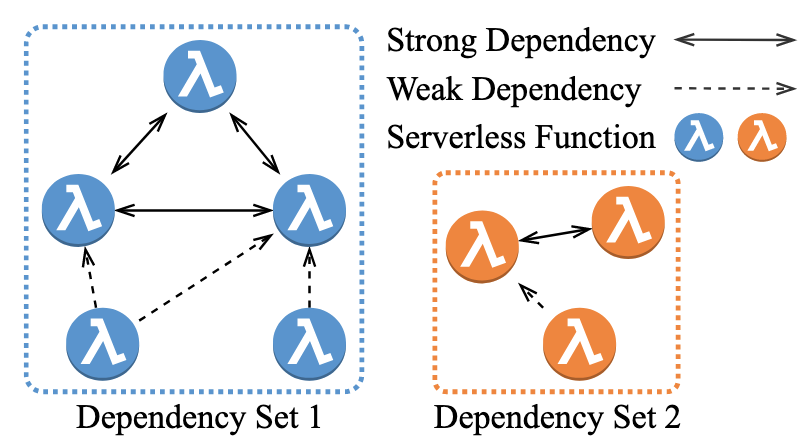 Strong Dependency
Weak Dependency
Serverless Function
λ λ
λ
λ λ
λ λ
λ λ
λ
Dependency Set 1
Dependency Set 2